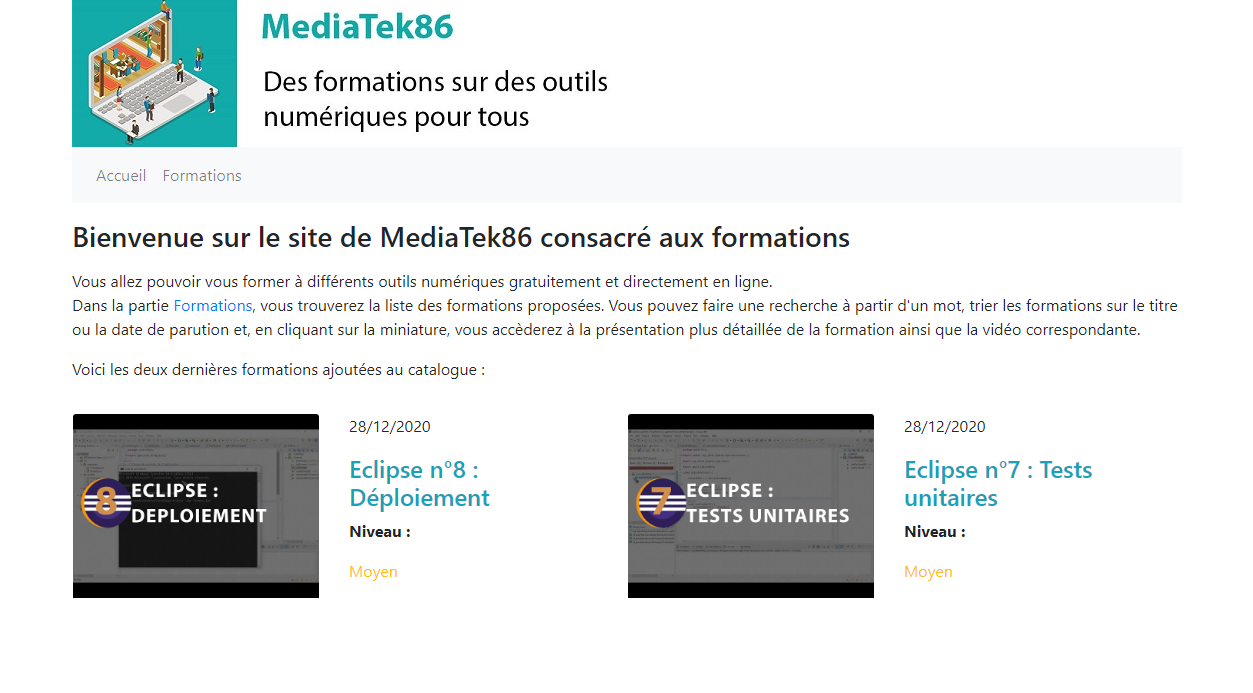 MediaTek86
Des formations sur des outils
numériques pour tous
Accueil Formations
Bienvenue sur le site de MediaTek86 consacré aux formations
Vous allez pouvoir vous former à différents outils numériques gratuitement et directement en ligne.
Dans la partie Formations, vous trouverez la liste des formations proposées. Vous pouvez faire une recherche à partir d'un mot, trier les formations sur le titre
ou la date de parution et, en cliquant sur la miniature, vous accèderez à la présentation plus détaillée de la formation ainsi que la vidéo correspondante.
Voici les deux dernières formations ajoutées au catalogue :
8 ECLIPSE :
DEPLOIEMENT
28/12/2020
Eclipse n°8 :
Déploiement
Niveau :
Moyen
7 ECLIPSE :
TESTS UNITAIRES
28/12/2020
Eclipse n°7 : Tests
unitaires
Niveau :
Moyen